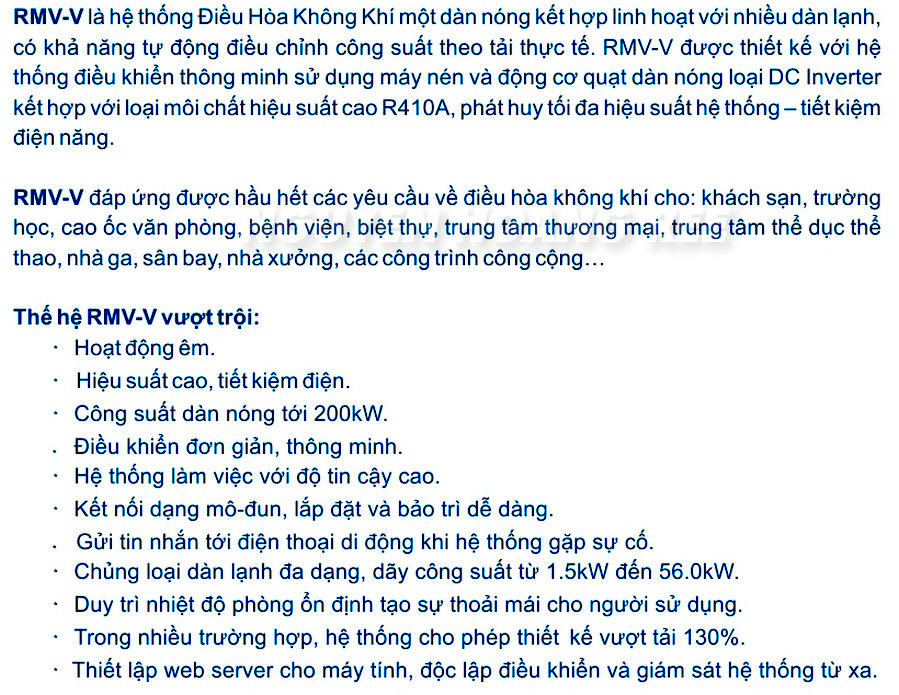 RMV-V là hệ thống Điều Hòa Không Khí một dàn nóng kết hợp linh hoạt với nhiều dàn lạnh,
có khả năng tự động điều chỉnh công suất theo tải thực tế. RMV-V được thiết kế với hệ
thống điều khiển thông minh sử dụng máy nén và động cơ quạt dàn nóng loại DC Inverter
kết hợp với loại môi chất hiệu suất cao R410A, phát huy tối đa hiệu suất hệ thống – tiết kiệm
điện năng.
RMV-V đáp ứng được hầu hết các yêu cầu về điều hòa không khí cho: khách sạn, trường
học, cao ốc văn phòng, bệnh viện, biệt thự, trung tâm thương mại, trung tâm thể dục thể
NGUYEN HOANG REE
thao, nhà ga, sân bay, nhà xưởng, các công trình công cộng…
Thế hệ RMV-V vượt trội:
· Hoạt động êm.
· Hiệu suất cao, tiết kiệm điện.
· Công suất dàn nóng tới 200kW.
. Điều khiển đơn giản, thông minh.
· Hệ thống làm việc với độ tin cậy cao.
· Kết nối dạng mô-đun, lắp đặt và bảo trì dễ dàng.
. Gửi tin nhắn tới điện thoại di động khi hệ thống gặp sự cố.
· Chủng loại dàn lạnh đa dạng, dãy công suất từ 1.5kW đến 56.0kW.
· Duy trì nhiệt độ phòng ổn định tạo sự thoải mái cho người sử dụng.
· Trong nhiều trường hợp, hệ thống cho phép thiết kế vượt tải 130%.
· Thiết lập web server cho máy tính, độc lập điều khiển và giám sát hệ thống từ xa.